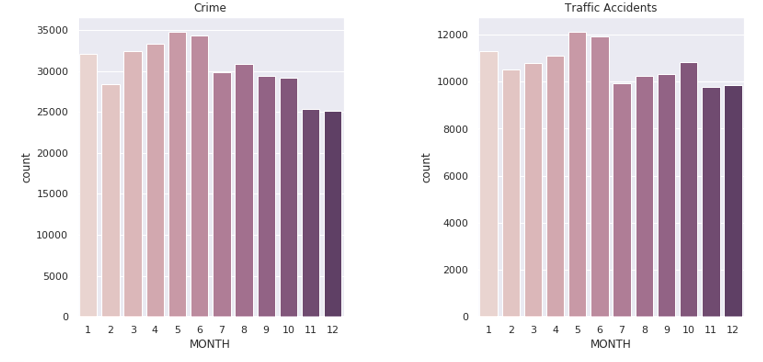 Crime
35000
30000
25000
20000
15000
10000
5000
0
count
1 2 3 4 5 6 7 8 9 10 11 12
MONTH
Traffic Accidents
12000
10000
8000
6000
4000
2000
0
count
1 2 3 4 5 6 7 8 9 10 11 12
MONTH